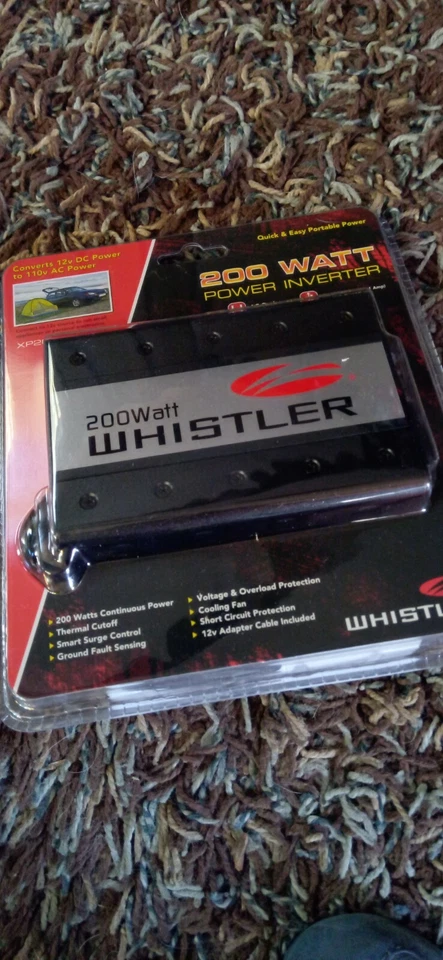 Quick & Easy Portable Power
Converts 12v DC Power
to 110v AC Power
200 WATT
POWER INVERTER
200Watt
WHISTLER
200 Watts Continuous Power
Thermal Cutoff
Smart Surge Control
Ground Fault Sensing
Voltage & Overload Protection
Cooling Fan
Short Circuit Protection
12v Adapter Cable Included